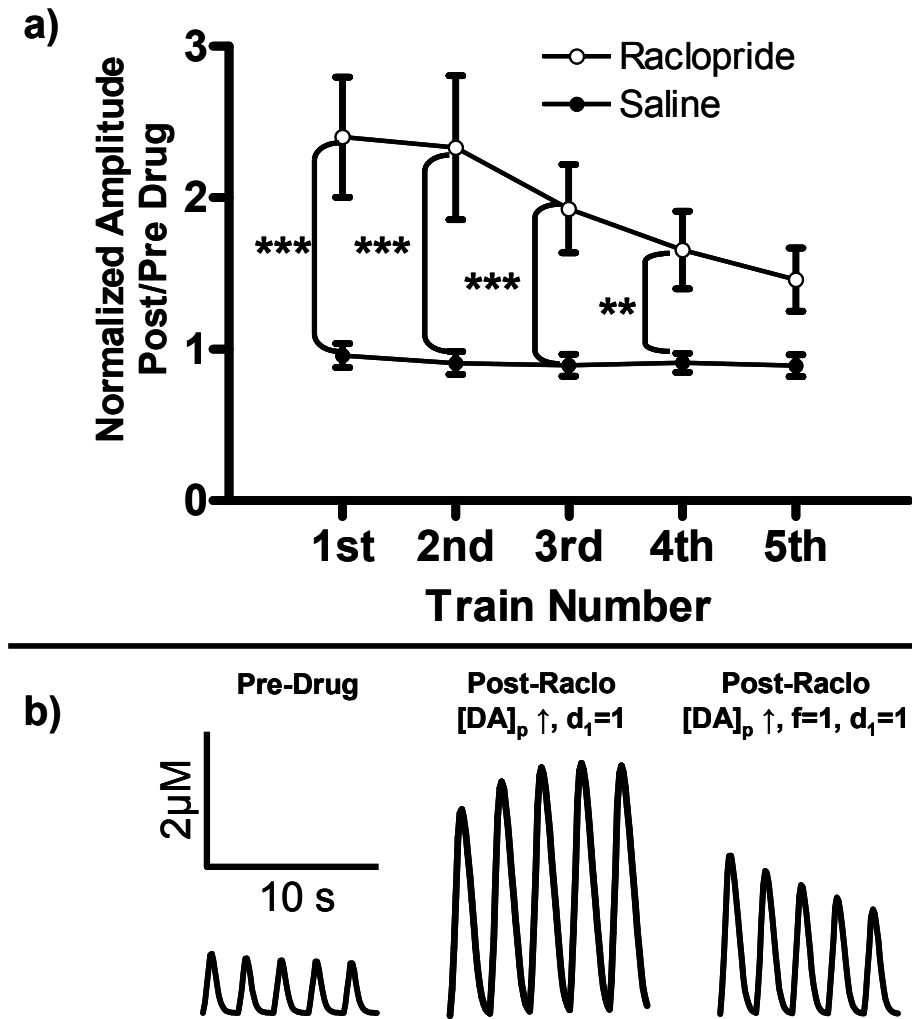 a)
3
2
1
0
Normalized Amplitude
Post/Pre Drug
Raclopride
Saline
***
***
***
**
1st 2nd 3rd 4th 5th
Train Number
b)
Pre-Drug
2µM
10 s
Post-Raclo
[DA]p ↑, d1=1
Post-Raclo
[DA]p ↑, f=1, d1=1